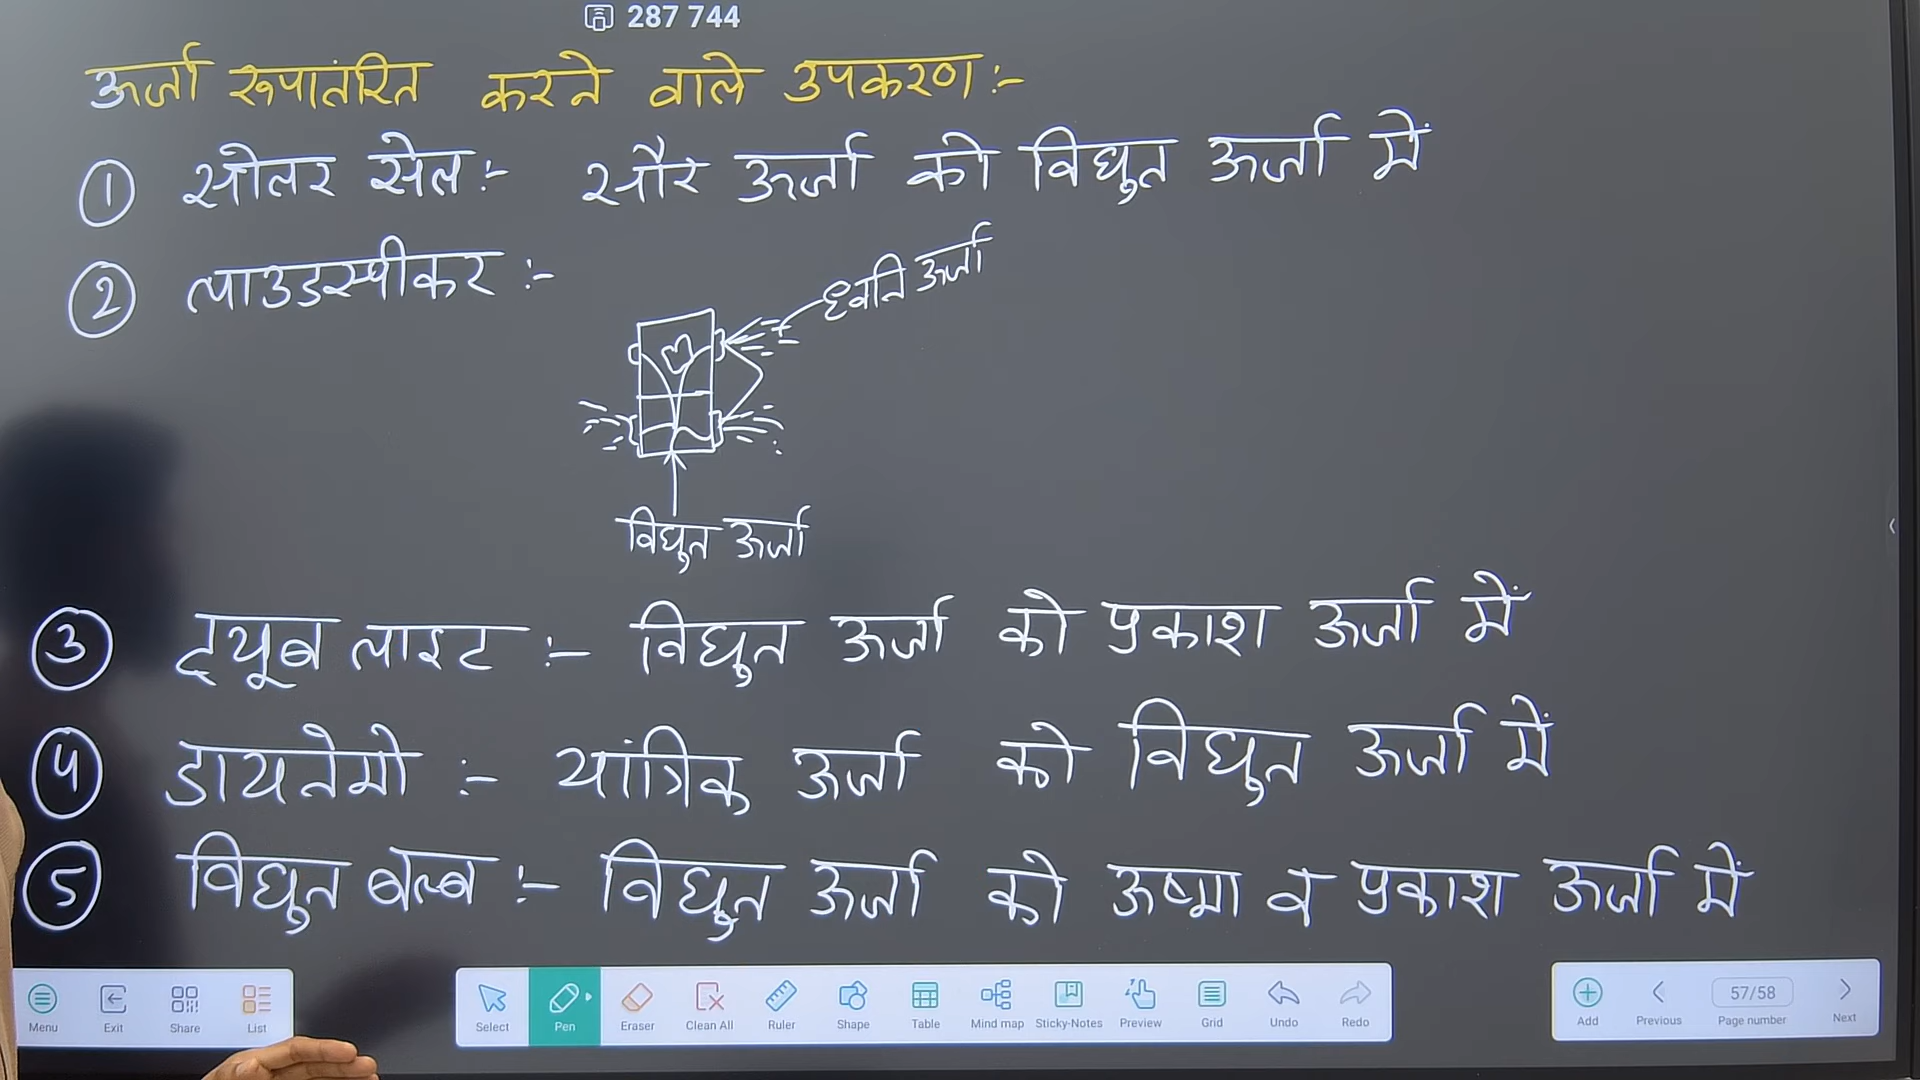 287 744
ऊर्जा रूपांतरित करने वाले उपकरण :-
① सोलर सेल :- सौर ऊर्जा को विधुत ऊर्जा में
② लाउडस्पीकर :-
ध्वनि ऊर्जा
विधुत ऊर्जा
③ ट्यूब लाइट :- विधुत ऊर्जा को प्रकाश ऊर्जा में
④ डायनेमो :- यांत्रिक ऊर्जा को विधुत ऊर्जा में
⑤ विधुत बल्ब :- विधुत ऊर्जा को ऊष्मा व प्रकाश ऊर्जा में
Menu Exit Share List Select Pen Eraser Clean All Ruler Shape Table Mind map Sticky-Notes Preview Grid Undo Redo Add Previous 57/58 Page number Next